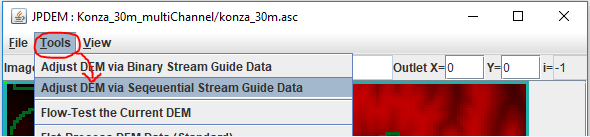 JPDEM : Konza_30m_multiChannel/konza_30m.asc
File Tools View
Image Outlet X= 0 Y= 0 i= -1
Adjust DEM via Binary Stream Guide Data
Adjust DEM via Seqeuential Stream Guide Data
Flow-Test the Current DEM
Flat-Process DEM Data (Standard)